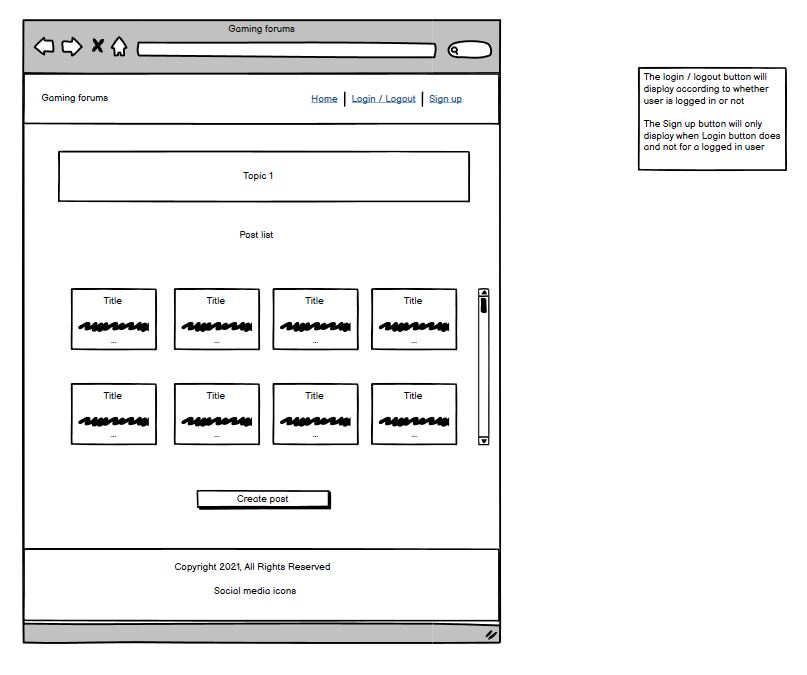 Gaming forums
Gaming forums
Home | Login / Logout | Sign up
Topic 1
Post list
Title Title Title Title
... ... ... ...
Title Title Title Title
... ... ... ...
Create post
Copyright 2021, All Rights Reserved
Social media icons
The login / logout button will
display according to whether
user is logged in or not
The Sign up button will only
display when Login button does
and not for a logged in user